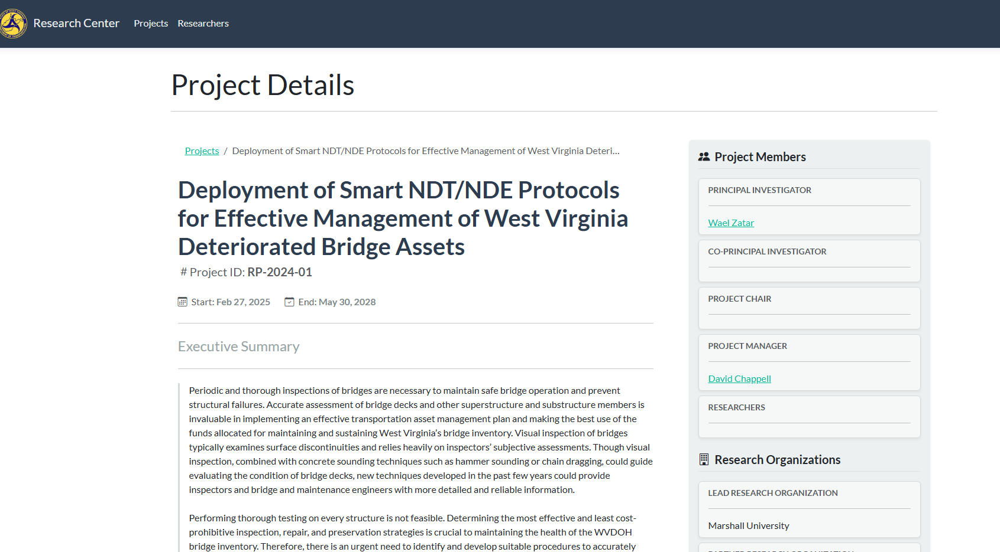 Research Center Projects Researchers
Project Details
Projects / Deployment of Smart NDT/NDE Protocols for Effective Management of West Virginia Deteri...
Deployment of Smart NDT/NDE Protocols
for Effective Management of West Virginia
Deteriorated Bridge Assets
# Project ID: RP-2024-01
Start: Feb 27, 2025 End: May 30, 2028
Executive Summary
Periodic and thorough inspections of bridges are necessary to maintain safe bridge operation and prevent
structural failures. Accurate assessment of bridge decks and other superstructure and substructure members is
invaluable in implementing an effective transportation asset management plan and making the best use of the
funds allocated for maintaining and sustaining West Virginia’s bridge inventory. Visual inspection of bridges
typically examines surface discontinuities and relies heavily on inspectors’ subjective assessments. Though visual
inspection, combined with concrete sounding techniques such as hammer sounding or chain dragging, could guide
evaluating the condition of bridge decks, new techniques developed in the past few years could provide
inspectors and bridge and maintenance engineers with more detailed and reliable information.
Performing thorough testing on every structure is not feasible. Determining the most effective and least cost-
prohibitive inspection, repair, and preservation strategies is crucial to maintaining the health of the WVDOH
bridge inventory. Therefore, there is an urgent need to identify and develop suitable procedures to accurately
Project Members
PRINCIPAL INVESTIGATOR
Wael Zatar
CO-PRINCIPAL INVESTIGATOR
PROJECT CHAIR
PROJECT MANAGER
David Chappell
RESEARCHERS
Research Organizations
LEAD RESEARCH ORGANIZATION
Marshall University